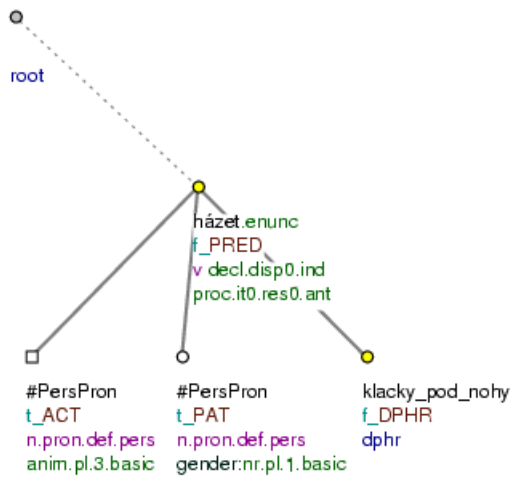 root
házet.enunc
f_PRED
v decl.disp0.ind
proc.it0.res0.ant
#PersPron
t_ACT
n.pron.def.pers
anim.pl.3.basic
#PersPron
t_PAT
n.pron.def.pers
gender:nr.pl.1.basic
klacky_pod_nohy
f_DPHR
dphr